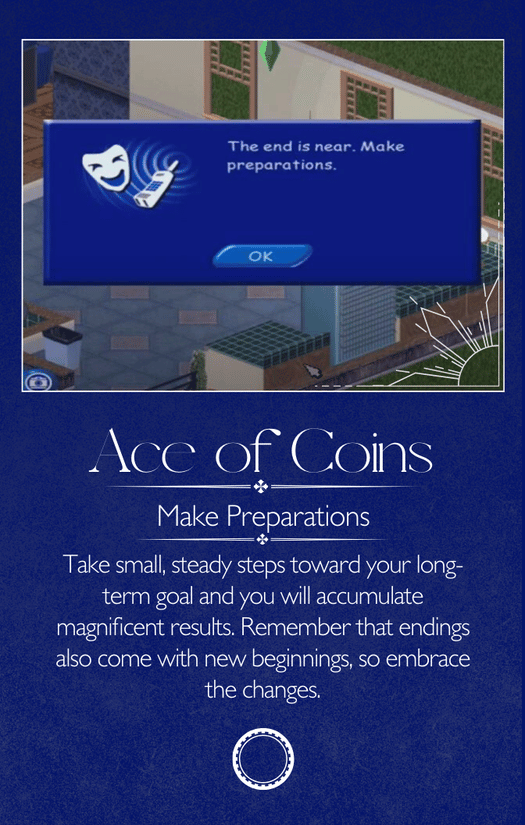 The end is near. Make
preparations.
OK
Ace of Coins
Make Preparations
Take small, steady steps toward your long-
term goal and you will accumulate
magnificent results. Remember that endings
also come with new beginnings, so embrace
the changes.